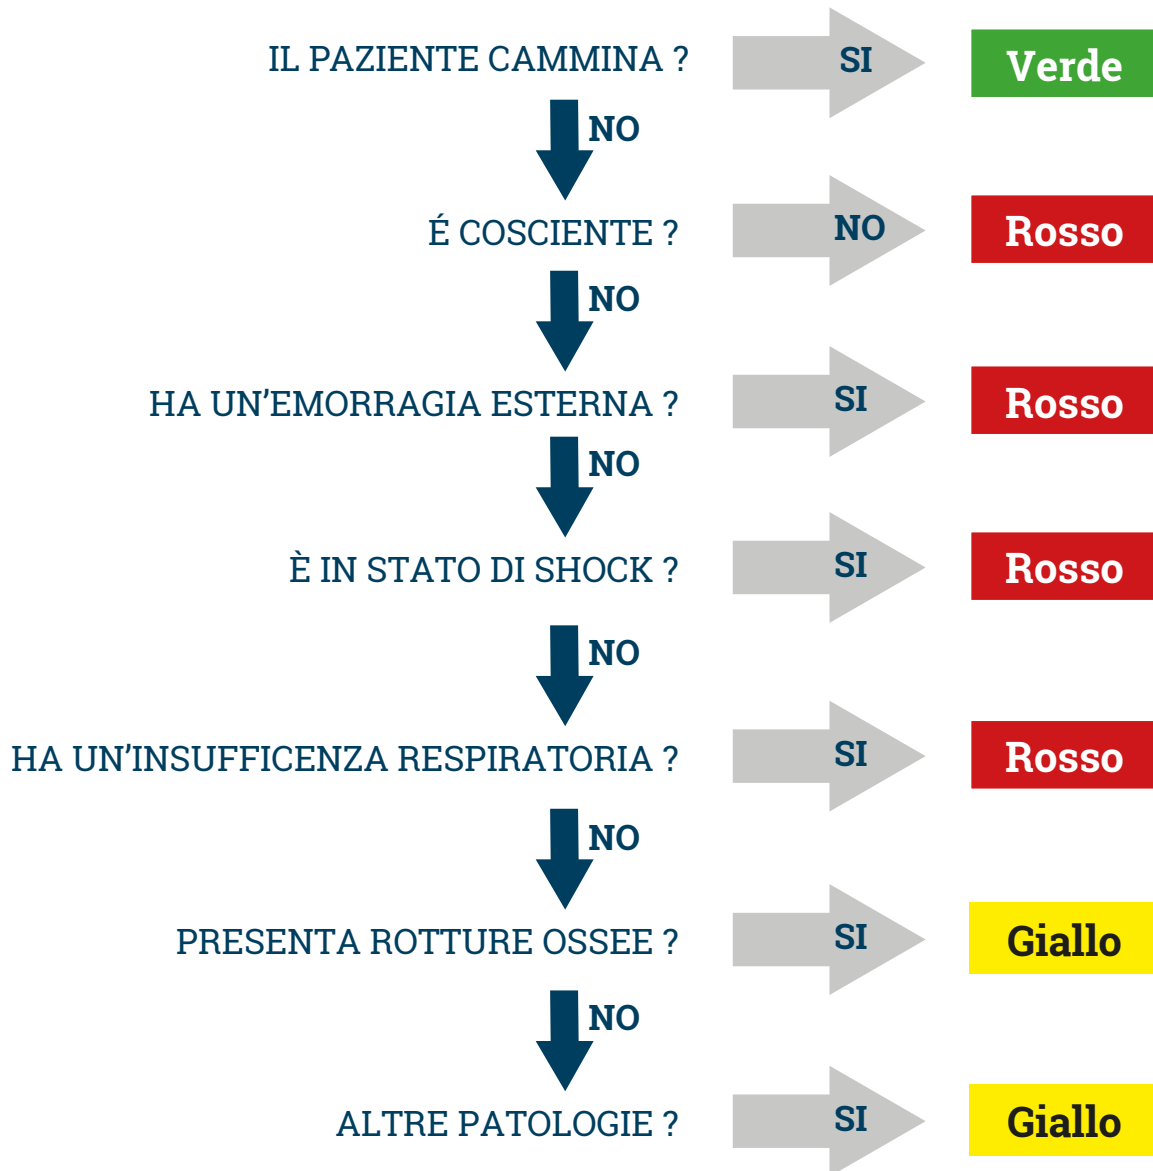 IL PAZIENTE CAMMINA ? SI Verde
NO
É COSCIENTE ? NO Rosso
NO
HA UN'EMORRAGIA ESTERNA ? SI Rosso
NO
È IN STATO DI SHOCK ? SI Rosso
NO
HA UN'INSUFFICENZA RESPIRATORIA ? SI Rosso
NO
PRESENTA ROTTURE OSSEE ? SI Giallo
NO
ALTRE PATOLOGIE ? SI Giallo